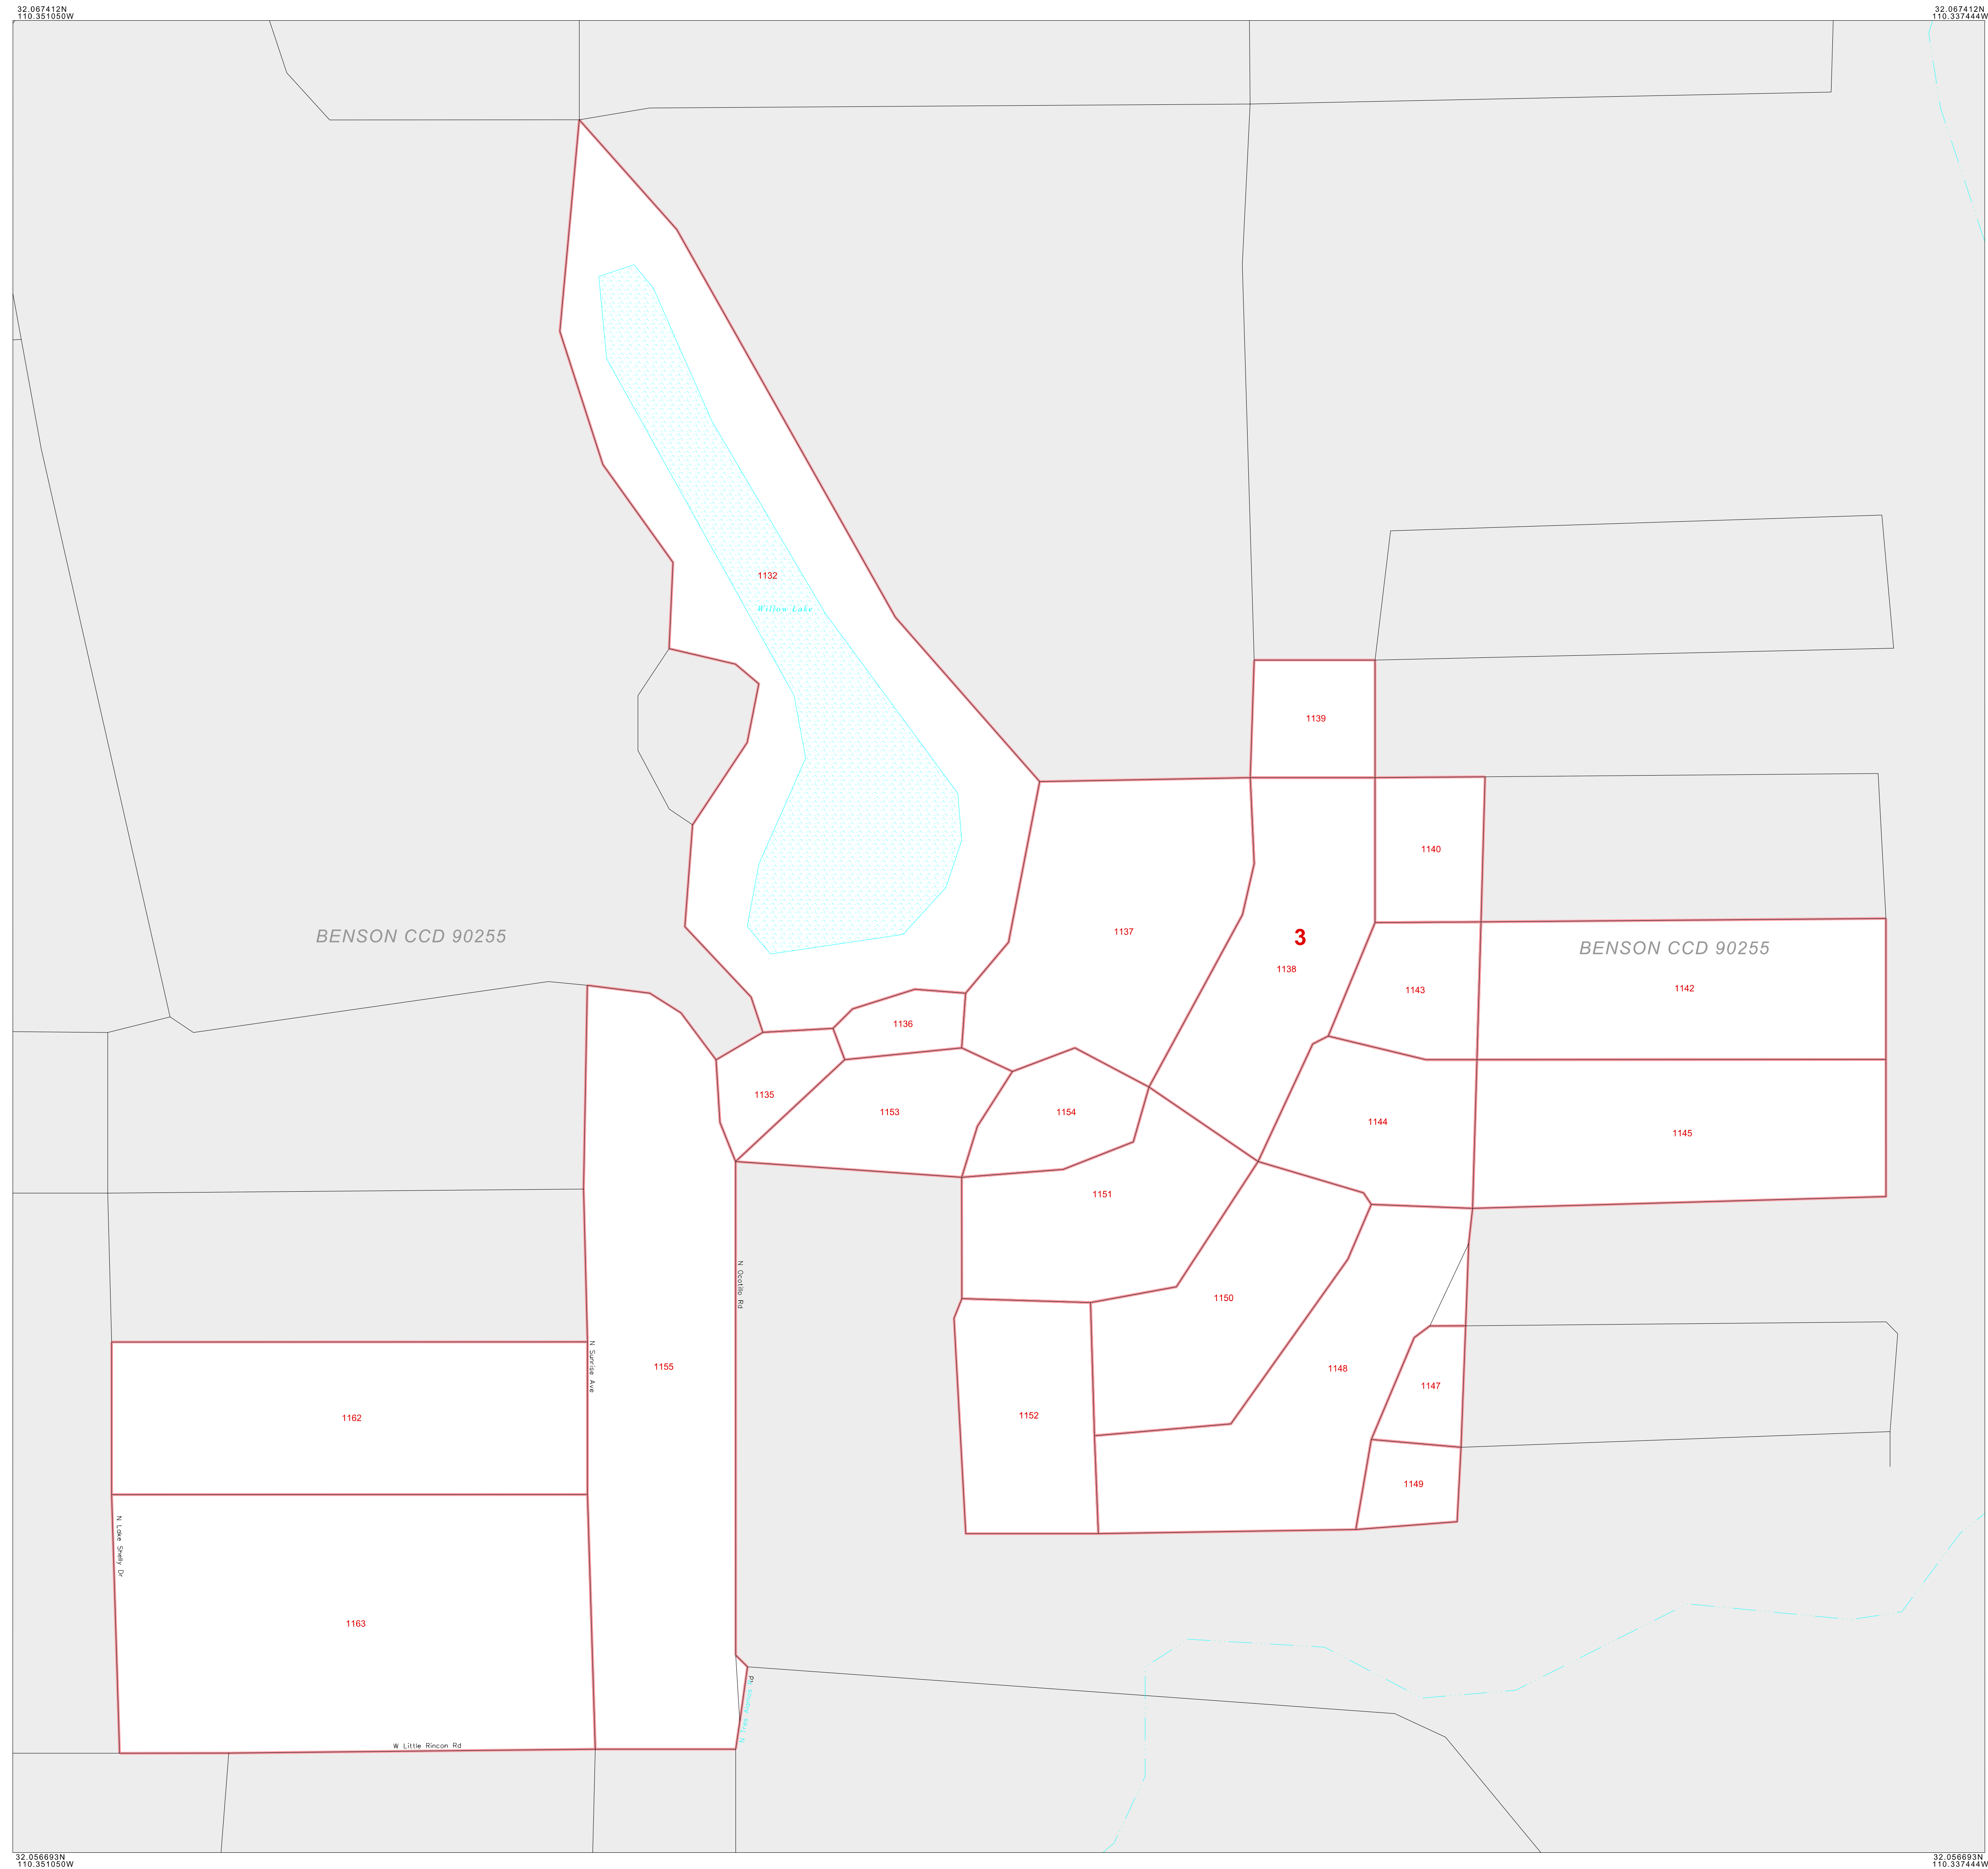 32.067412N
110.351050W
32.067412N
110.337444W
1132
Willow Lake
1139
1140
BENSON CCD 90255
1137
3
1138
BENSON CCD 90255
1143
1142
1136
1135
1153
1154
1144
1145
1151
N Ocotillo Rd
1150
N Sunrise Ave
1155
1148
1147
1162
1152
1149
N Lake Shelly Dr
1163
N Tres Alamos Rd
W Little Rincon Rd
32.056693N
110.351050W
32.056693N
110.337444W